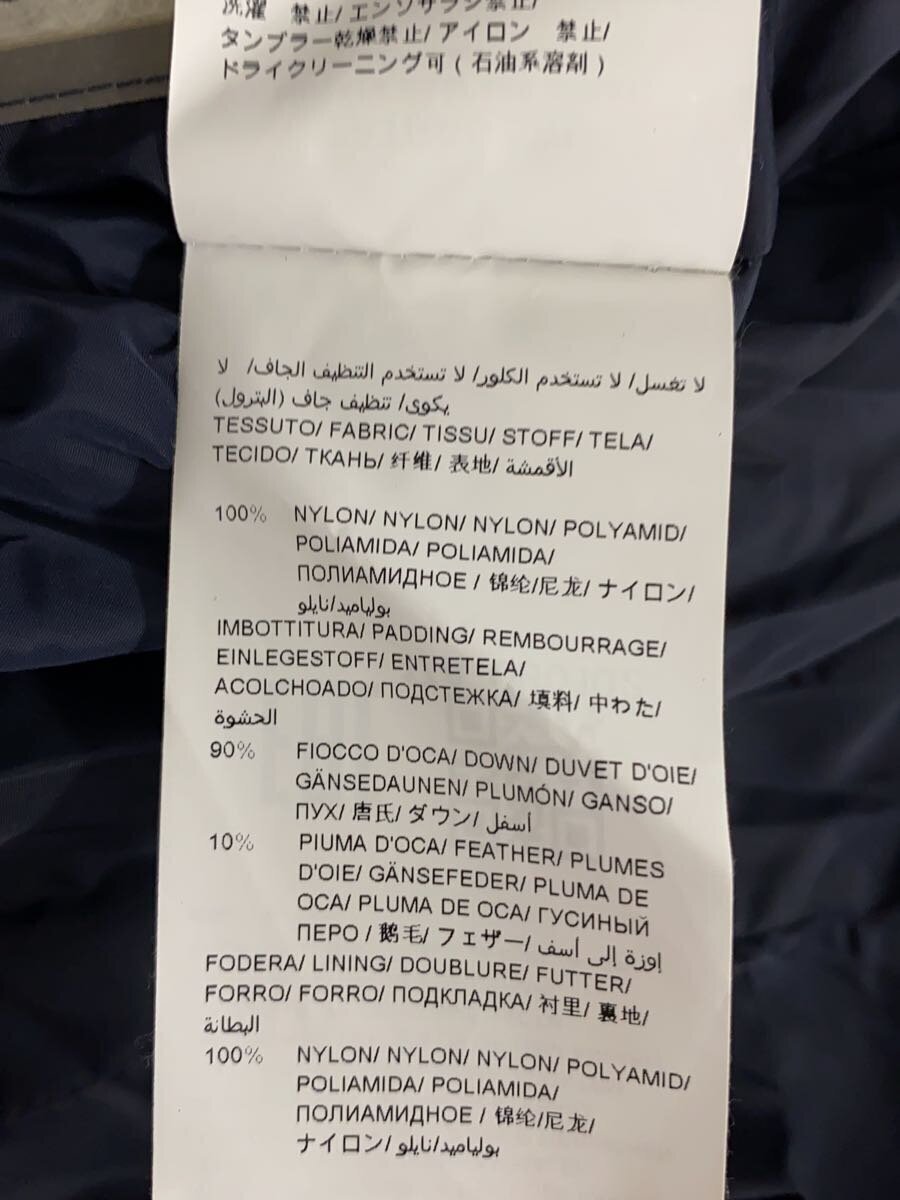 洗濯 禁止/ エンソサラシ禁止/
タンブラー乾燥禁止/ アイロン 禁止/
ドライクリーニング可 ( 石油系溶剤 )
لا تغسل/ لا تستخدم الكلور/ لا تستخدم التنظيف الجاف/ لا
يكوى/ تنظيف جاف (البترول)
TESSUTO/ FABRIC/ TISSU/ STOFF/ TELA/
TECIDO/ ТКАНЬ/ 纤维/ 表地/ الأقمشة
100% NYLON/ NYLON/ NYLON/ POLYAMID/
POLIAMIDA/ POLIAMIDA/
ПОЛИАМИДНОЕ / 锦纶/尼龙/ ナイロン/
بولياميد/نايلو
IMBOTTITURA/ PADDING/ REMBOURRAGE/
EINLEGESTOFF/ ENTRETELA/
ACOLCHOADO/ ПОДСТЕЖКА/ 填料/ 中わた/
الحشوة
90% FIOCCO D'OCA/ DOWN/ DUVET D'OIE/
GÄNSEDAUNEN/ PLUMÓN/ GANSO/
ПУХ/ 唐氏/ ダウン/ أسفل
10% PIUMA D'OCA/ FEATHER/ PLUMES
D'OIE/ GÄNSEFEDER/ PLUMA DE
OCA/ PLUMA DE OCA/ ГУСИНЫЙ
ПЕРО / 鹅毛/ フェザー/ إوزة إلى أسف
FODERA/ LINING/ DOUBLURE/ FUTTER/
FORRO/ FORRO/ ПОДКЛАДКА/ 衬里/ 裏地/
البطانة
100% NYLON/ NYLON/ NYLON/ POLYAMID/
POLIAMIDA/ POLIAMIDA/
ПОЛИАМИДНОЕ / 锦纶/尼龙/
ナイロン/ بولياميد/نايلو